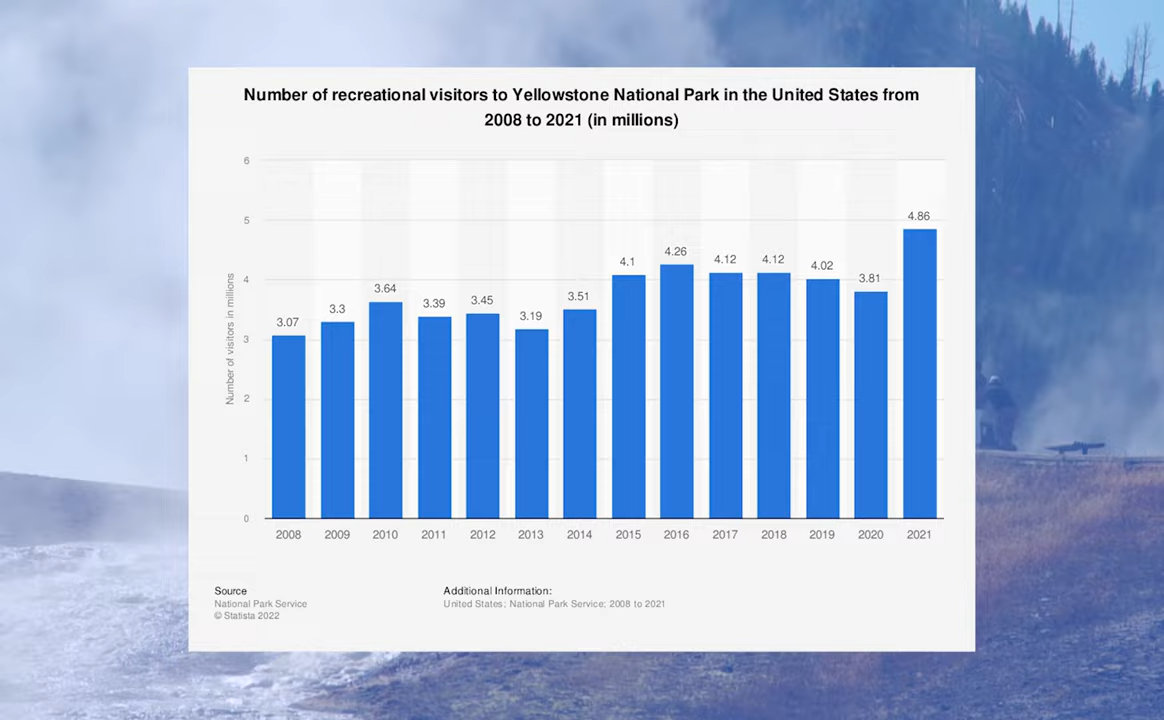 Number of recreational visitors to Yellowstone National Park in the United States from
2008 to 2021 (in millions)
Number of visitors in millions
6
5
4
3
2
1
0
3.07
3.3
3.64
3.39
3.45
3.19
3.51
4.1
4.26
4.12
4.12
4.02
3.81
4.86
2008 2009 2010 2011 2012 2013 2014 2015 2016 2017 2018 2019 2020 2021
Source
National Park Service
© Statista 2022
Additional Information:
United States; National Park Service; 2008 to 2021